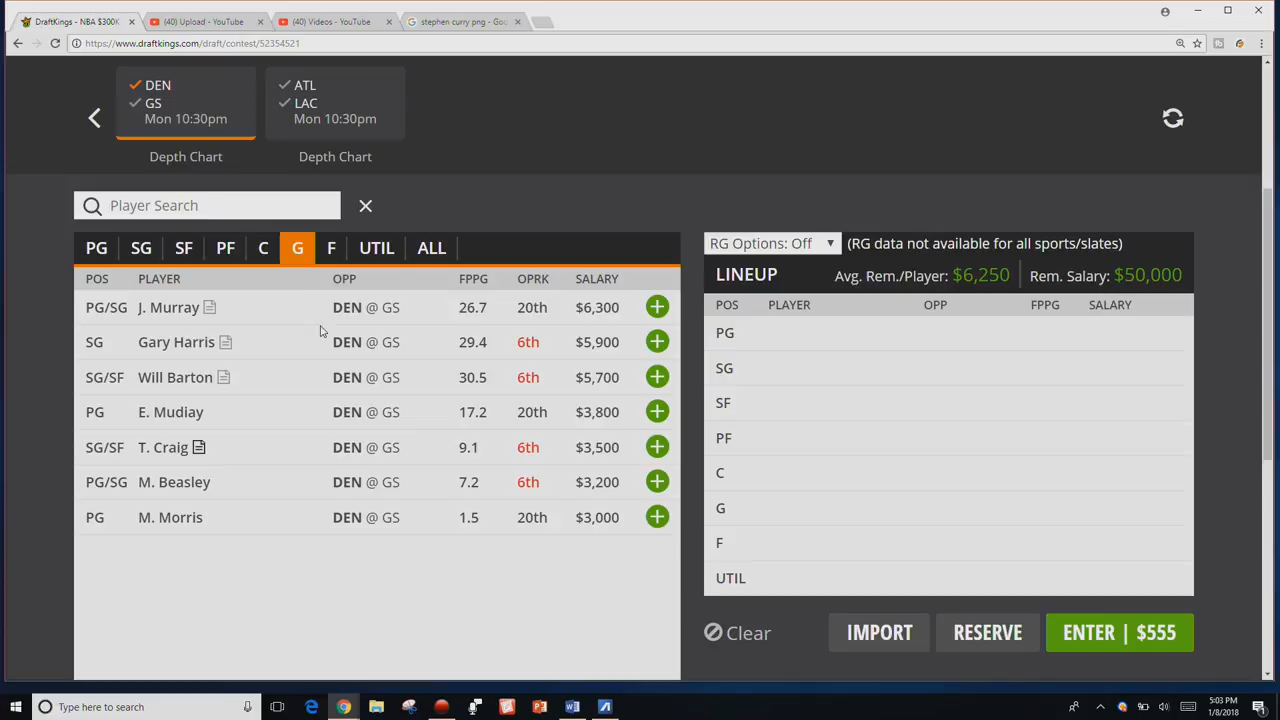 DraftKings - NBA $300K
(40) Upload - YouTube
(40) Videos - YouTube
stephen curry png - Goo
https://www.draftkings.com/draft/contest/52354521
DEN
GS
Mon 10:30pm
ATL
LAC
Mon 10:30pm
Depth Chart
Depth Chart
Player Search
PG SG SF PF C G F UTIL ALL
POS PLAYER OPP FPPG OPRK SALARY
PG/SG J. Murray DEN @ GS 26.7 20th $6,300
SG Gary Harris DEN @ GS 29.4 6th $5,900
SG/SF Will Barton DEN @ GS 30.5 6th $5,700
PG E. Mudiay DEN @ GS 17.2 20th $3,800
SG/SF T. Craig DEN @ GS 9.1 6th $3,500
PG/SG M. Beasley DEN @ GS 7.2 6th $3,200
PG M. Morris DEN @ GS 1.5 20th $3,000
RG Options: Off (RG data not available for all sports/slates)
LINEUP Avg. Rem./Player: $6,250 Rem. Salary: $50,000
POS PLAYER OPP FPPG SALARY
PG
SG
SF
PF
C
G
F
UTIL
Clear IMPORT RESERVE ENTER | $555
Type here to search
5:03 PM
1/8/2018